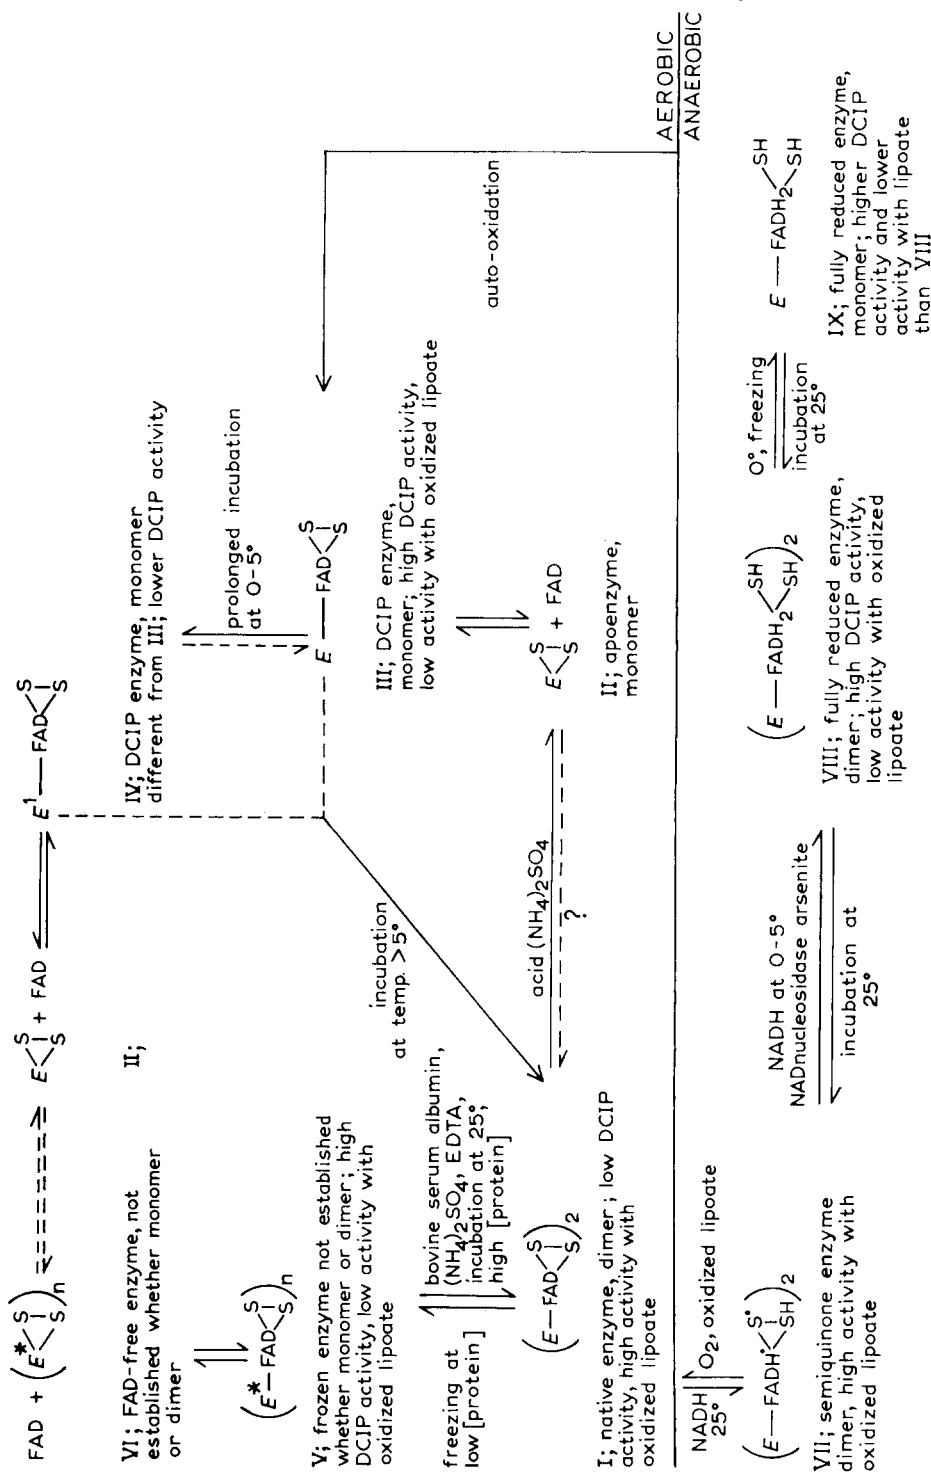 FAD + (E* S S)n
E S S + FAD
E¹ — FAD S S
VI; FAD-free enzyme, not
established whether monomer
or dimer
II;
IV; DCIP enzyme, monomer
different from III; lower DCIP activity
(E* — FAD S S)n
prolonged incubation
at 0-5°
V; frozen enzyme not established
whether monomer or dimer; high
DCIP activity, low activity with
oxidized lipoate
E — FAD S S
incubation
at temp. >5°
auto-oxidation
III; DCIP enzyme,
monomer; high DCIP activity,
low activity with oxidized lipoate
freezing at
low [protein]
bovine serum albumin,
(NH4)2SO4, EDTA,
incubation at 25°,
high [protein]
(E — FAD S S)2
acid (NH4)2SO4
?
E S S + FAD
I; native enzyme, dimer; low DCIP
activity, high activity with
oxidized lipoate
II; apoenzyme,
monomer
AEROBIC
ANAEROBIC
NADH
25°
O2, oxidized lipoate
(E — FADH• S• SH)2
NADH at 0-5°
NADnucleosidase arsenite
incubation at
25°
(E — FADH2 SH SH)2
0°, freezing
incubation
at 25°
E — FADH2 SH SH
VII; semiquinone enzyme
dimer, high activity with
oxidized lipoate
VIII; fully reduced enzyme,
dimer; high DCIP activity,
low activity with oxidized
lipoate
IX; fully reduced enzyme,
monomer; higher DCIP
activity and lower
activity with lipoate
than VIII